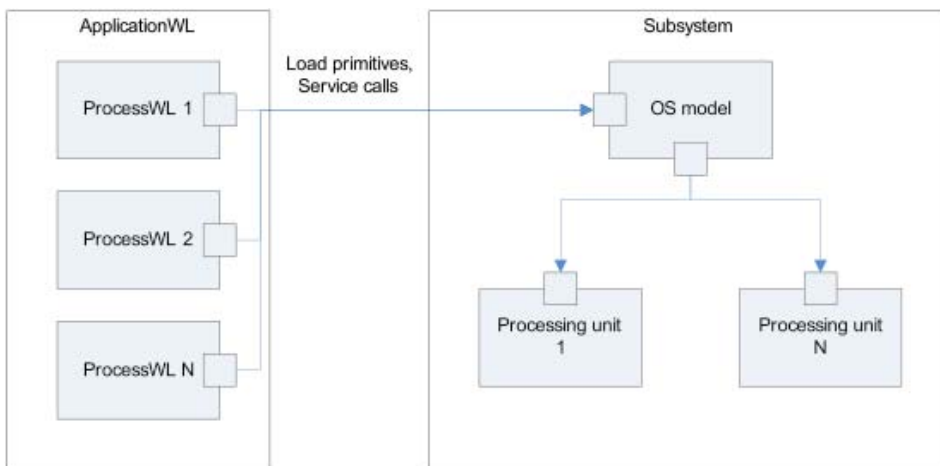 ApplicationWL
Subsystem
Load primitives,
Service calls
ProcessWL 1
OS model
ProcessWL 2
Processing unit
1
Processing unit
N
ProcessWL N